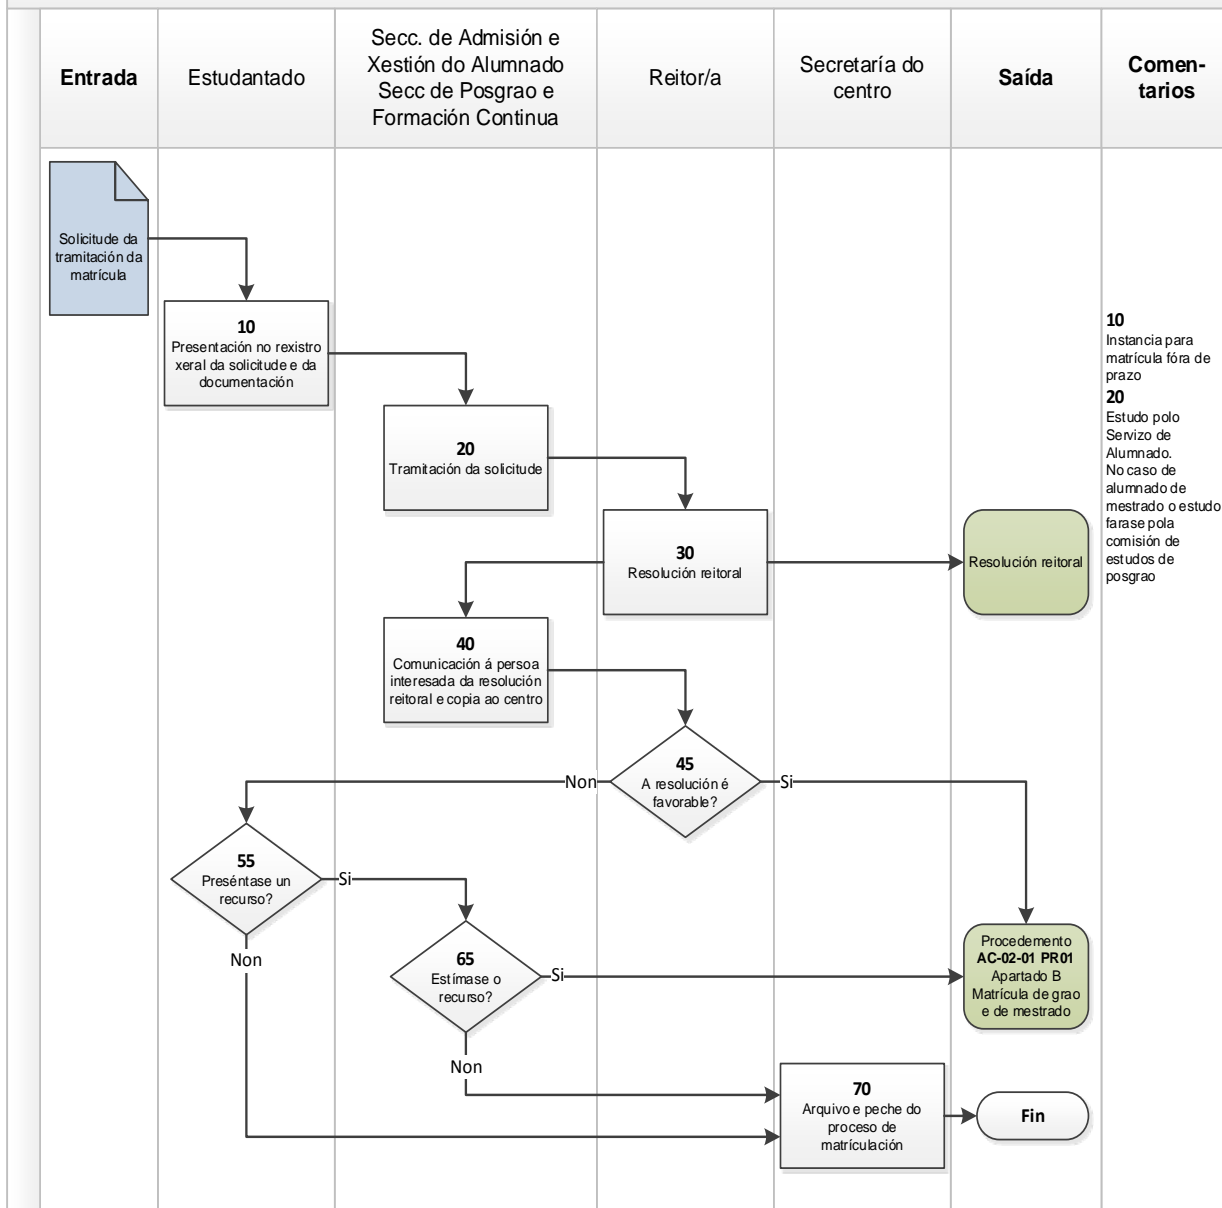 Entrada
Estudantado
Secc. de Admisión e
Xestión do Alumnado
Secc de Posgrao e
Formación Continua
Reitor/a
Secretaría do
centro
Saída
Comen-
tarios
Solicitude da
tramitación da
matrícula
10
Presentación no rexistro
xeral da solicitude e da
documentación
10
Instancia para
matrícula fóra de
prazo
20
Estudo polo
Servizo de
Alumnado.
No caso de
alumnado de
mestrado o estudo
farase pola
comisión de
estudos de
posgrao
20
Tramitación da solicitude
30
Resolución reitoral
Resolución reitoral
40
Comunicación á persoa
interesada da resolución
reitoral e copia ao centro
45
A resolución é
favorable?
Non
Si
55
Preséntase un
recurso?
Si
Non
65
Estímase o
recurso?
Si
Non
Procedemento
AC-02-01 PR01
Apartado B
Matrícula de grao
e de mestrado
70
Arquivo e peche do
proceso de
matrículación
Fin